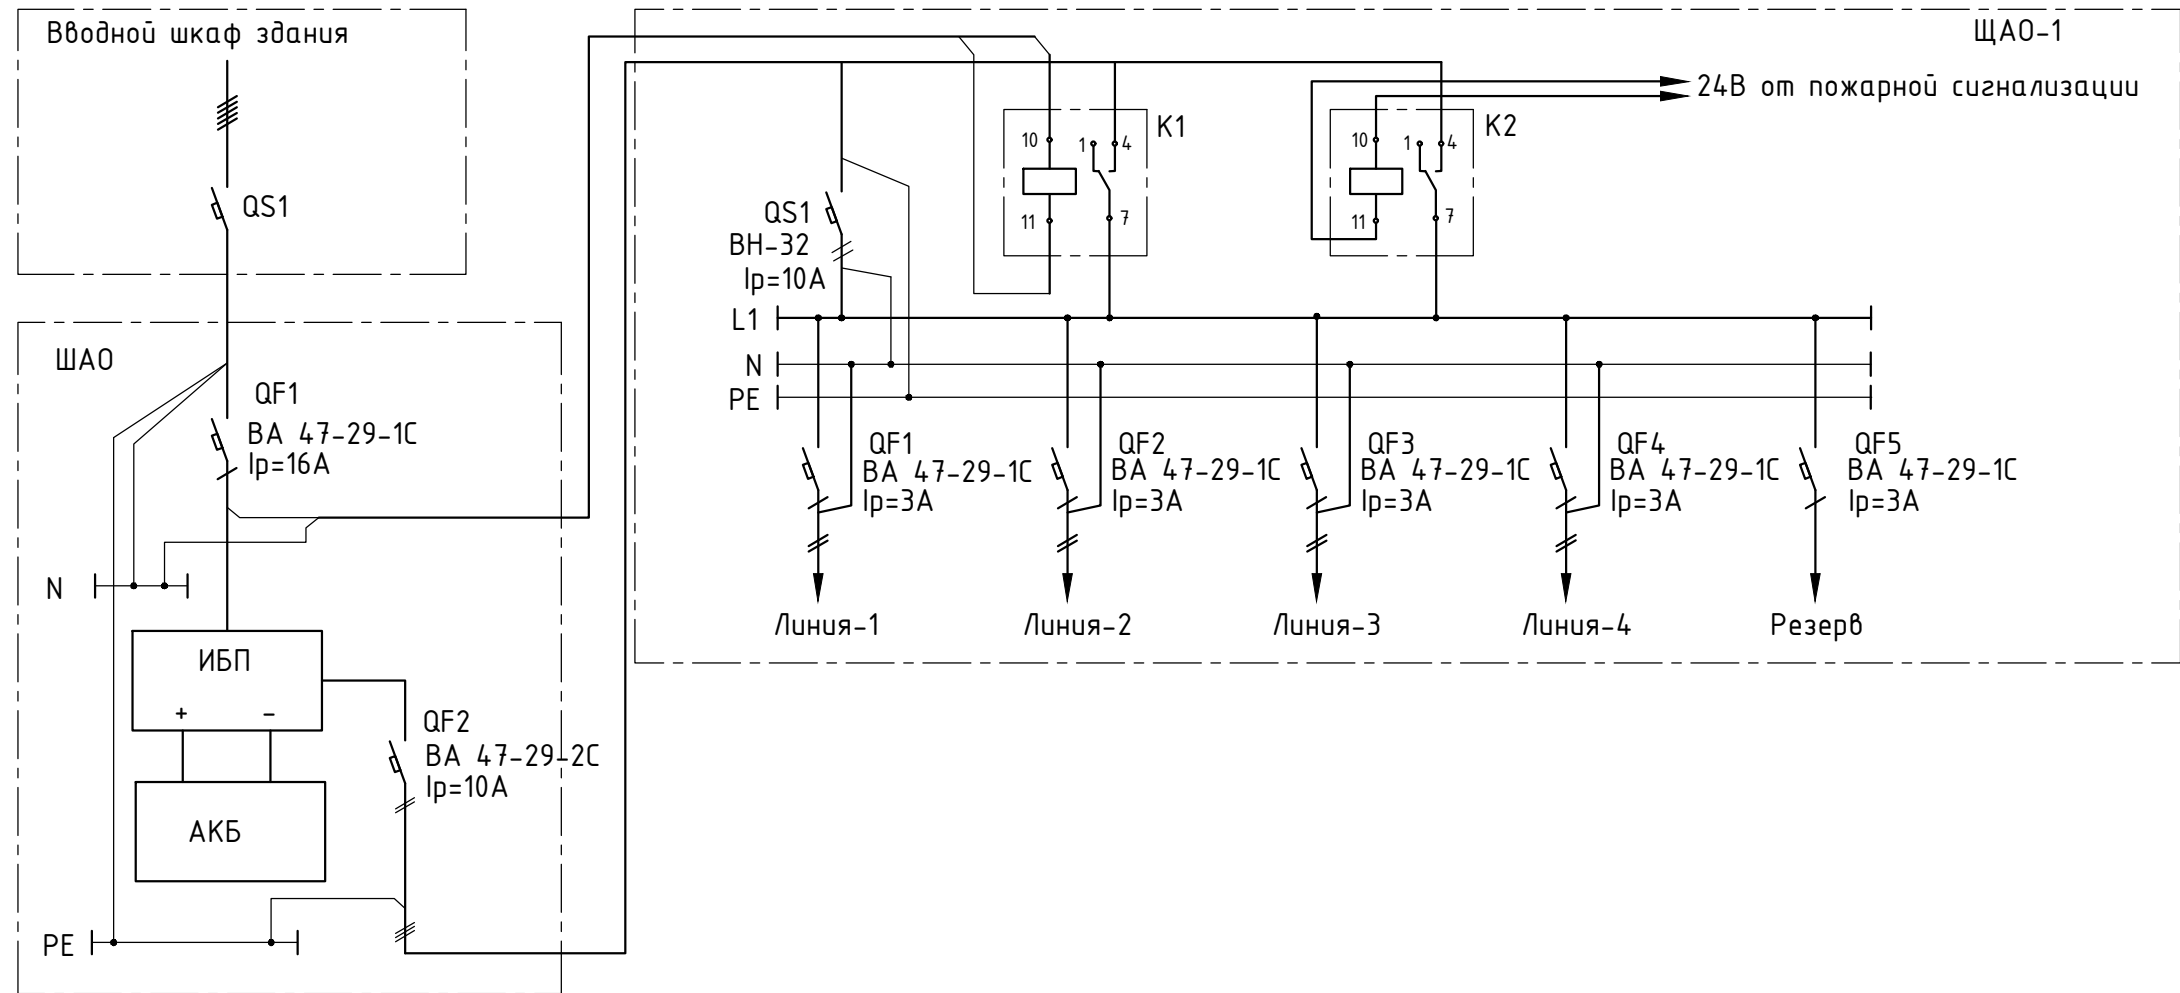 Вводной шкаф здания
QS1
ШАО
QF1
ВА 47-29-1С
Iр=16А
N
ИБП
+ -
АКБ
QF2
ВА 47-29-2С
Iр=10А
PE
ЩАО-1
24В от пожарной сигнализации
К1
10
1
4
11
7
К2
10
1
4
11
7
QS1
ВН-32
Iр=10А
L1
N
PE
QF1
ВА 47-29-1С
Iр=3А
QF2
ВА 47-29-1С
Iр=3А
QF3
ВА 47-29-1С
Iр=3А
QF4
ВА 47-29-1С
Iр=3А
QF5
ВА 47-29-1С
Iр=3А
Линия-1
Линия-2
Линия-3
Линия-4
Резерв